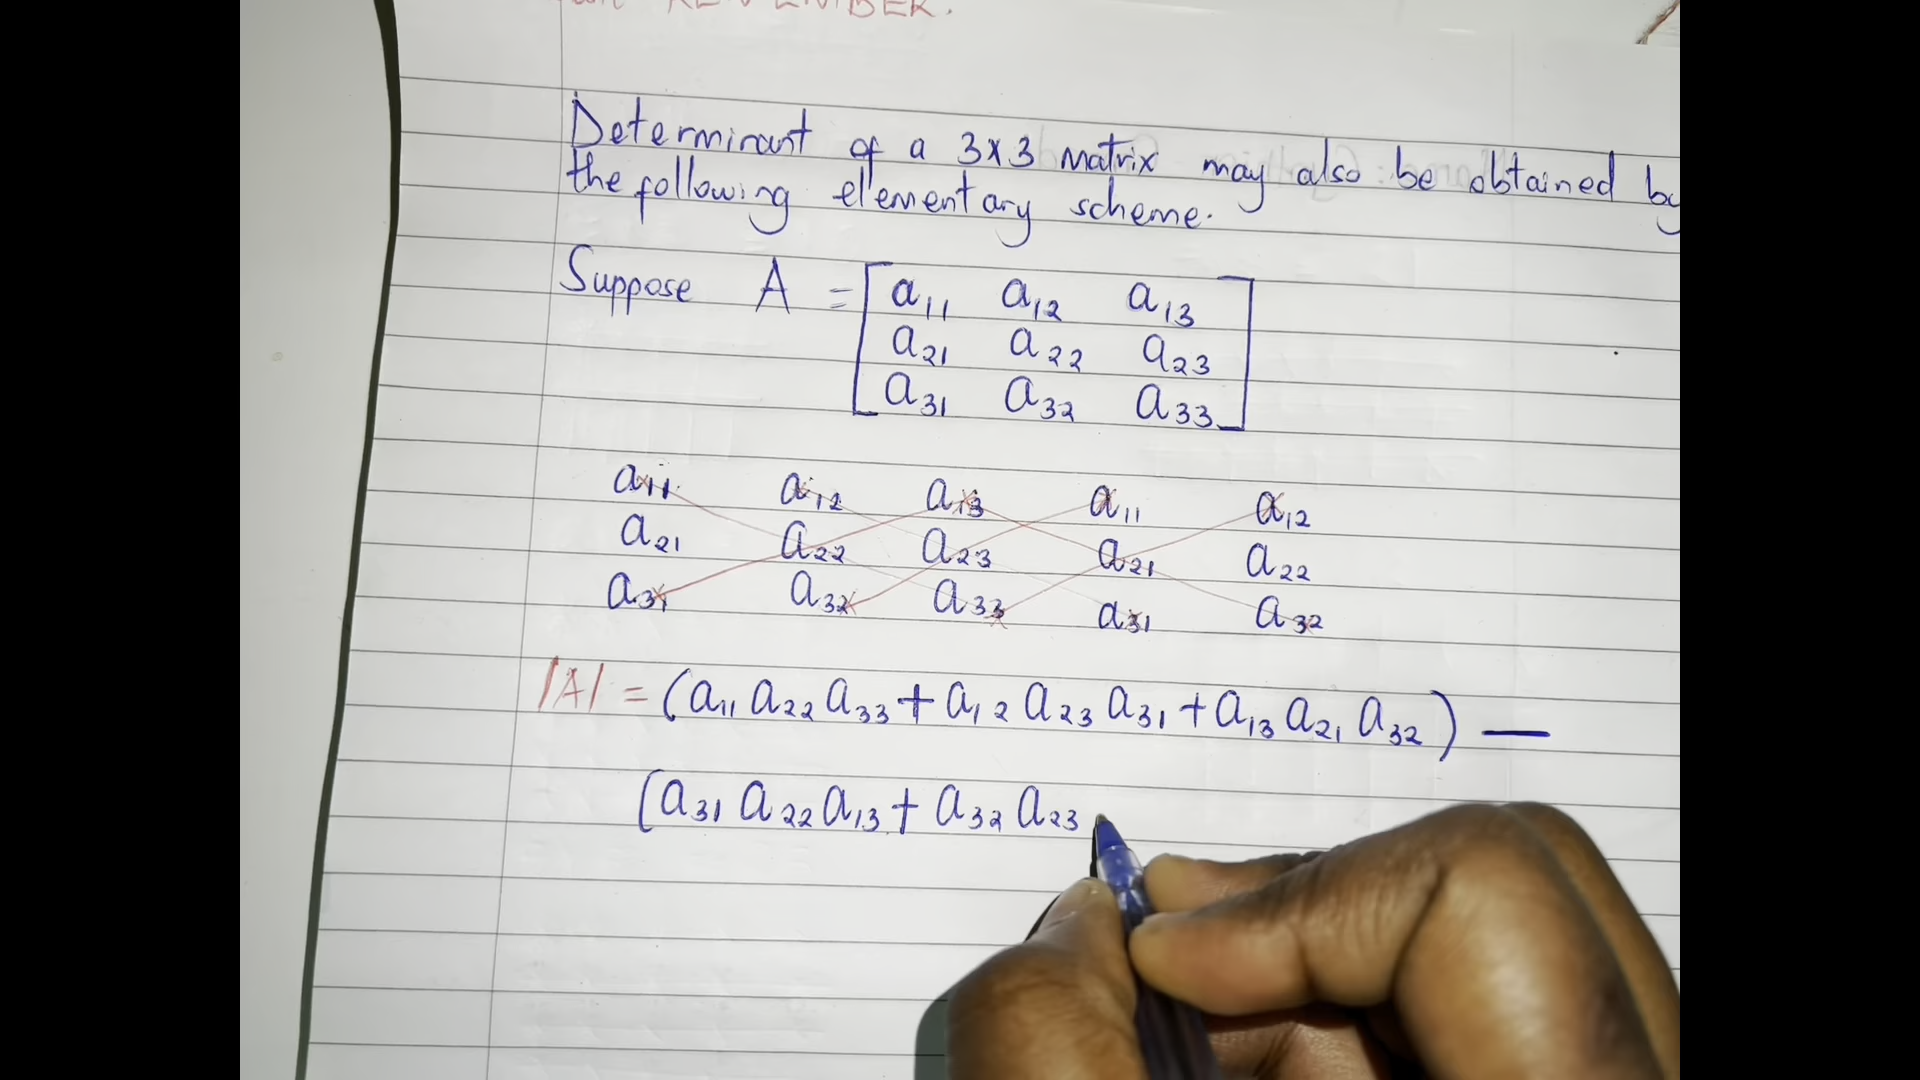 Determinant of a 3x3 matrix may also be obtained by
the following elementary scheme.
Suppose A = [a₁₁ a₁₂ a₁₃
a₂₁ a₂₂ a₂₃
a₃₁ a₃₂ a₃₃]
a₁₁ a₁₂ a₁₃ a₁₁ a₁₂
a₂₁ a₂₂ a₂₃ a₂₁ a₂₂
a₃₁ a₃₂ a₃₃ a₃₁ a₃₂
|A| = (a₁₁ a₂₂ a₃₃ + a₁₂ a₂₃ a₃₁ + a₁₃ a₂₁ a₃₂) —
(a₃₁ a₂₂ a₁₃ + a₃₂ a₂₃